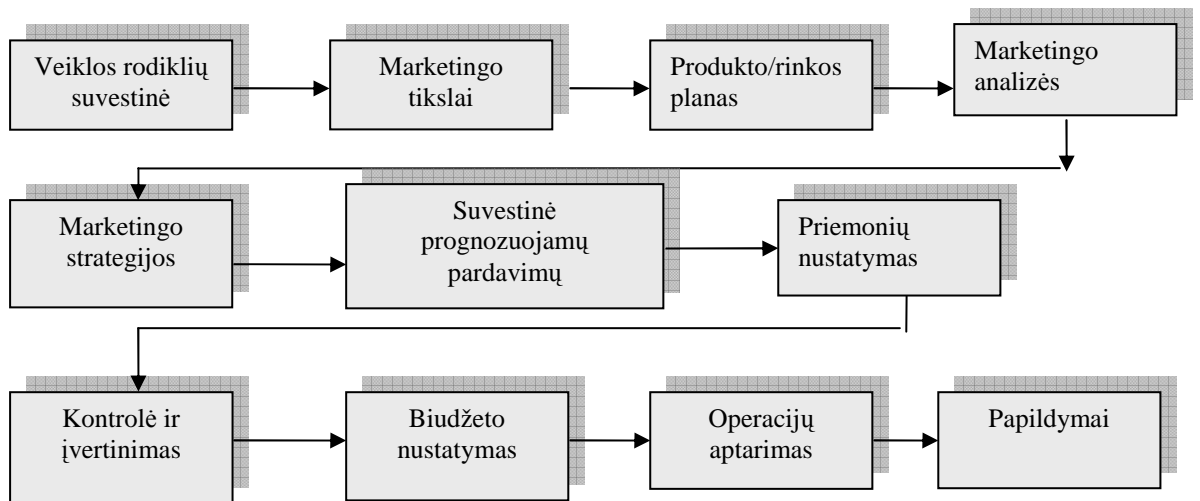 Veiklos rodiklių
suvestinė
Marketingo
tikslai
Produkto/rinkos
planas
Marketingo
analizės
Marketingo
strategijos
Suvestinė
prognozuojamų
pardavimų
Priemonių
nustatymas
Kontrolė ir
įvertinimas
Biudžeto
nustatymas
Operacijų
aptarimas
Papildymai